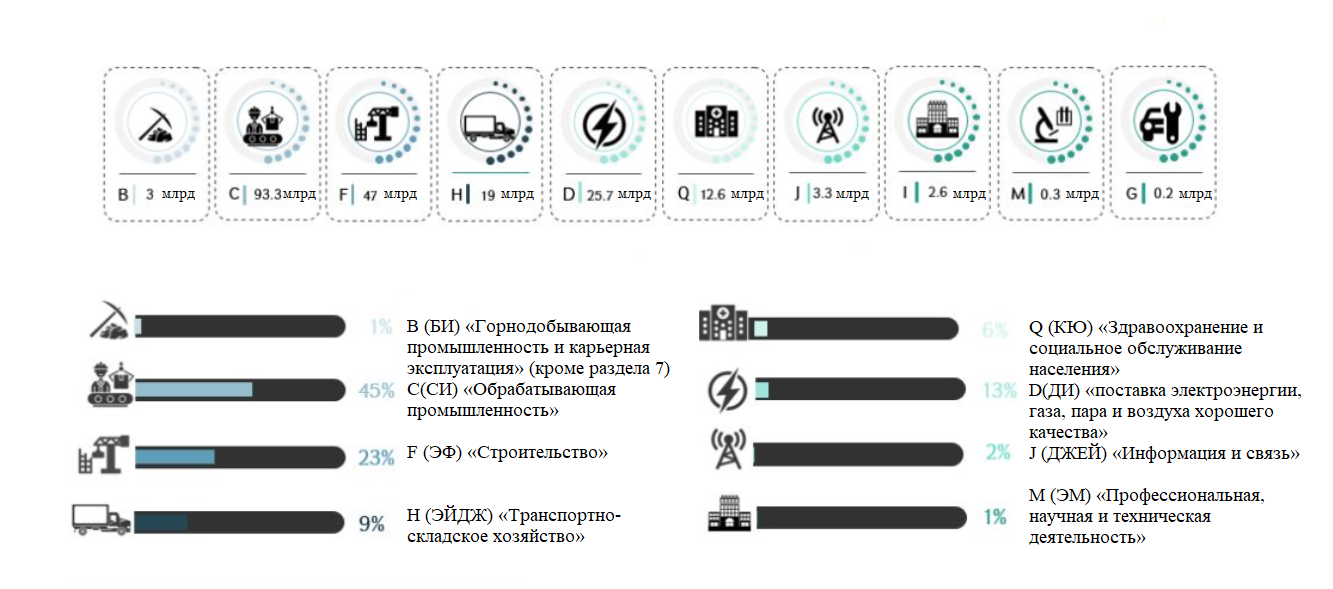 B 3 млрд
C 93.3млрд
F 47 млрд
H 19 млрд
D 25.7 млрд
Q 12.6 млрд
J 3.3 млрд
I 2.6 млрд
M 0.3 млрд
G 0.2 млрд
1%
B (БИ) «Горнодобывающая
промышленность и карьерная
эксплуатация» (кроме раздела 7)
45%
C(СИ) «Обрабатывающая
промышленность»
23%
F (ЭФ) «Строительство»
9%
H (ЭЙДЖ) «Транспортно-
складское хозяйство»
6%
Q (КЮ) «Здравоохранение и
социальное обслуживание
населения»
13%
D(ДИ) «поставка электроэнергии,
газа, пара и воздуха хорошего
качества»
2%
J (ДЖЕЙ) «Информация и связь»
1%
M (ЭМ) «Профессиональная,
научная и техническая
деятельность»